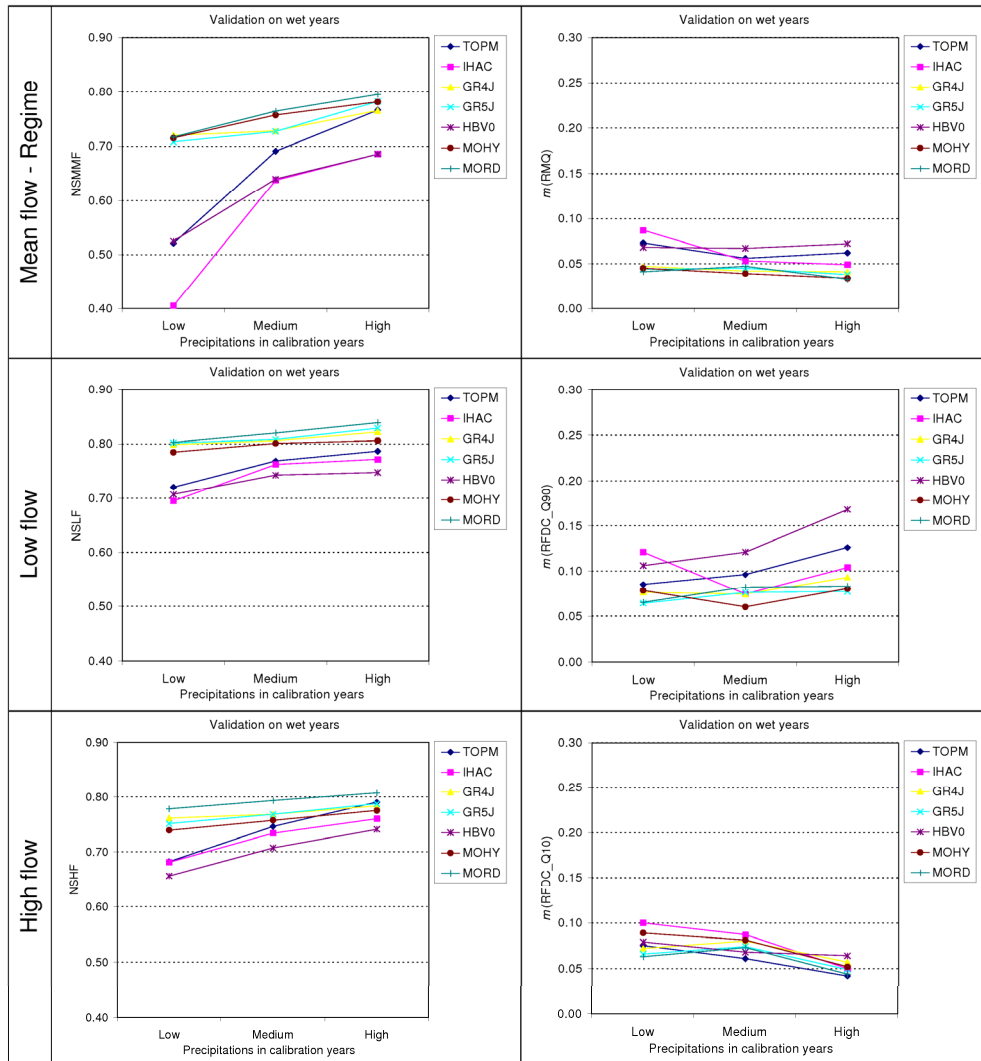 Mean flow - Regime
Validation on wet years
NSMMF
0.90
0.80
0.70
0.60
0.50
0.40
Low
Medium
High
Precipitations in calibration years
TOPM
IHAC
GR4J
GR5J
HBV0
MOHY
MORD
Validation on wet years
m(RMQ)
0.30
0.25
0.20
0.15
0.10
0.05
0.00
Low
Medium
High
Precipitations in calibration years
TOPM
IHAC
GR4J
GR5J
HBV0
MOHY
MORD
Low flow
Validation on wet years
NSLF
0.90
0.80
0.70
0.60
0.50
0.40
Low
Medium
High
Precipitations in calibration years
TOPM
IHAC
GR4J
GR5J
HBV0
MOHY
MORD
Validation on wet years
m(RFDC_Q90)
0.30
0.25
0.20
0.15
0.10
0.05
0.00
Low
Medium
High
Precipitations in calibration years
TOPM
IHAC
GR4J
GR5J
HBV0
MOHY
MORD
High flow
Validation on wet years
NSHF
0.90
0.80
0.70
0.60
0.50
0.40
Low
Medium
High
Precipitations in calibration years
TOPM
IHAC
GR4J
GR5J
HBV0
MOHY
MORD
Validation on wet years
m(RFDC_Q10)
0.30
0.25
0.20
0.15
0.10
0.05
0.00
Low
Medium
High
Precipitations in calibration years
TOPM
IHAC
GR4J
GR5J
HBV0
MOHY
MORD